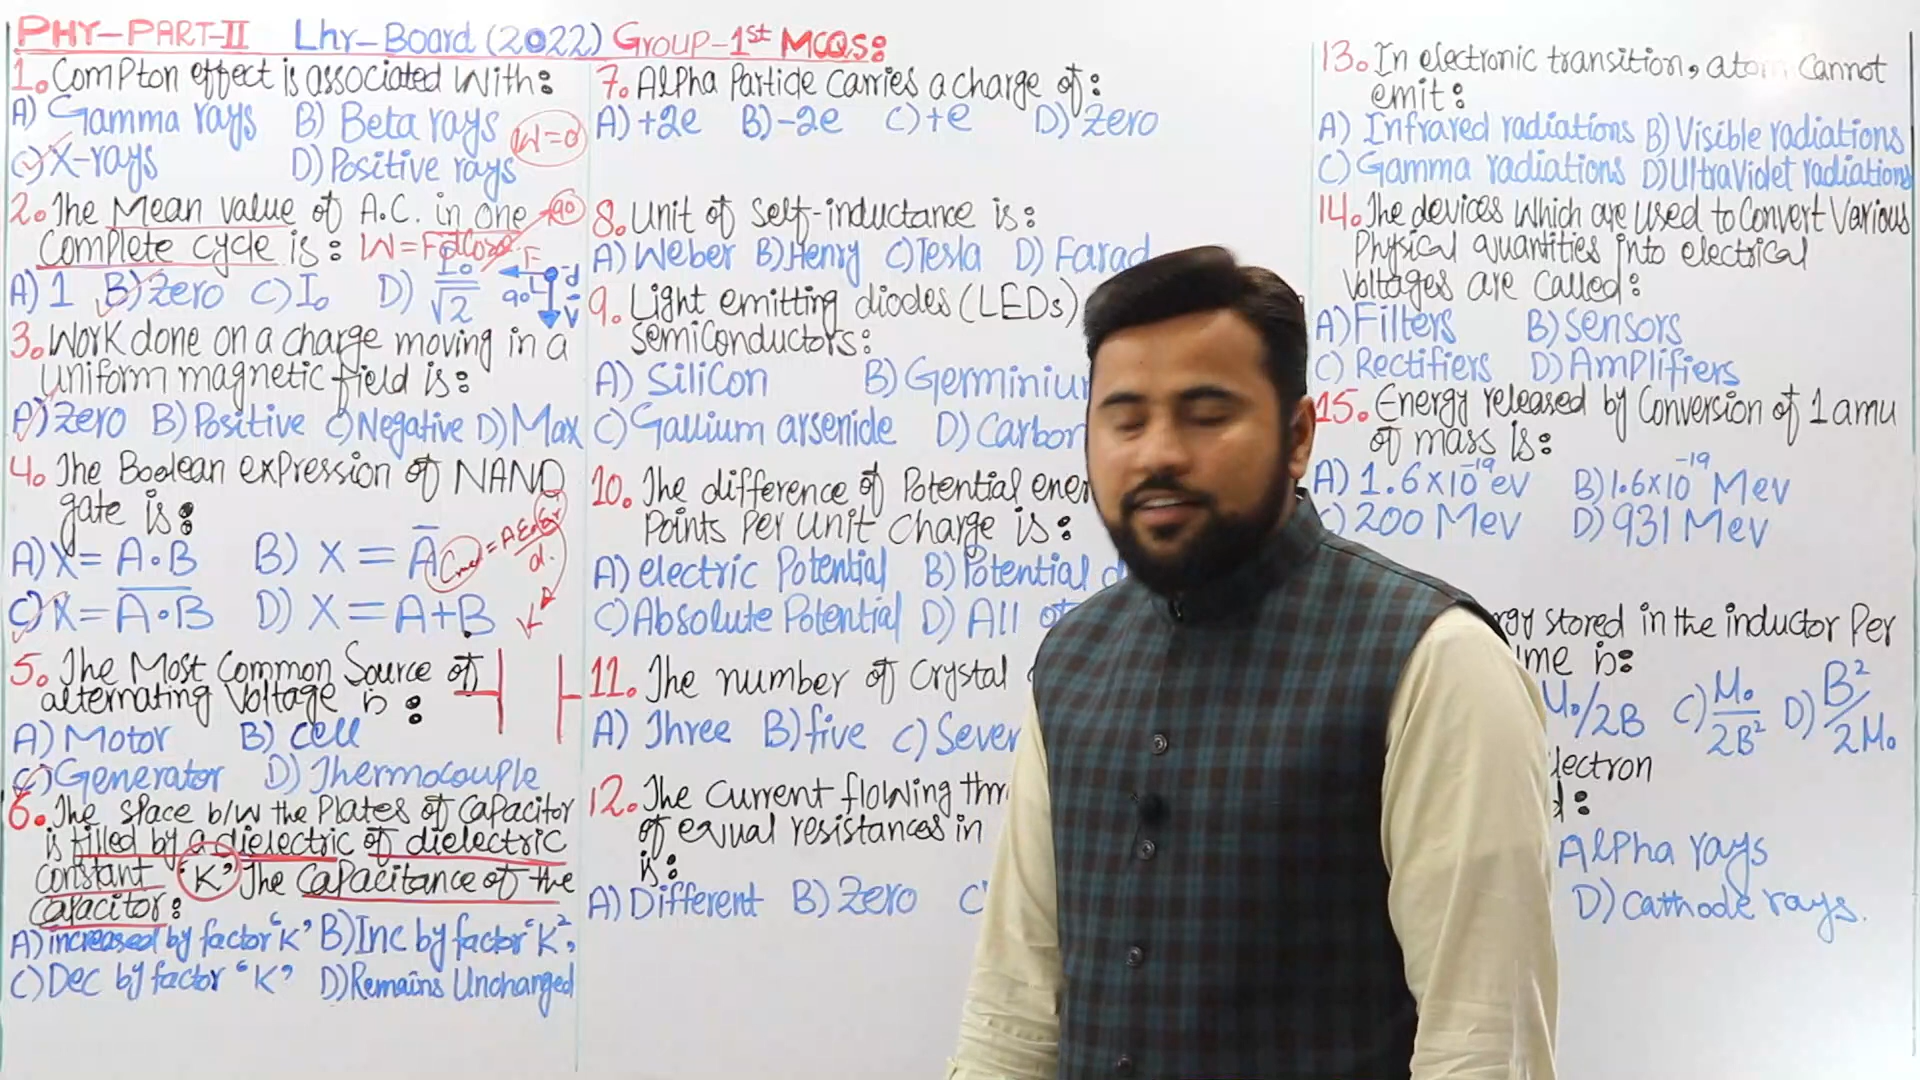 PHY-PART-II Lhr-Board (2022) Group-1st MCQs:
1. Compton effect is associated with:
A) Gamma rays B) Beta rays
C) X-rays D) Positive rays
W=0
2. The Mean value of A.C. in one
Complete cycle is:
W=FdCosθ
90
A) 1 B) Zero C) I₀ D) I₀/√2
F
d
90°
V
3. Work done on a charge moving in a
Uniform magnetic field is:
A) Zero B) Positive C) Negative D) Max
4. The Boolean expression of NAND
gate is:
A) X = A·B B) X = A̅
C) X = A̅·̅B̅ D) X = A+B
5. The Most Common Source of
alternating Voltage is:
A) Motor B) Cell
C) Generator D) Thermocouple
6. The space b/w the Plates of Capacitor
is filled by a dielectric of dielectric
constant 'K' The Capacitance of the
Capacitor:
A) increased by factor 'K' B) Inc by factor 'K²'
C) Dec by factor 'K' D) Remains Unchanged
7. Alpha Particle Carries a charge of:
A) +2e B) -2e C) +e D) Zero
8. Unit of Self-inductance is:
A) Weber B) Henry C) Tesla D) Farad
9. Light emitting diodes (LEDs)
Semiconductors:
A) Silicon B) Germiniu
C) Gallium arsenide D) Carbon
10. The difference of Potential ener
Points Per Unit Charge is:
A) electric Potential B) Potential d
C) Absolute Potential D) All of
11. The number of Crystal
A) Three B) five C) Seven
12. The Current flowing thr
of equal resistances in
is:
A) Different B) Zero C
13. In electronic transition, atom Cannot
emit:
A) Infrared radiations B) Visible radiations
C) Gamma radiations D) UltraViolet radiations
14. The devices Which are used to Convert Various
Physical quantities into electrical
Voltages are Called:
A) Filters B) Sensors
C) Rectifiers D) Amplifiers
15. Energy released by Conversion of 1 amu
of mass is:
A) 1.6×10⁻¹⁹ ev B) 1.6×10⁻¹⁹ Mev
C) 200 Mev D) 931 Mev
rgy stored in the inductor Per
ume is:
M₀/2B C) M₀/2B² D) B²/2M₀
lectron
:
Alpha rays
D) Cathode rays.